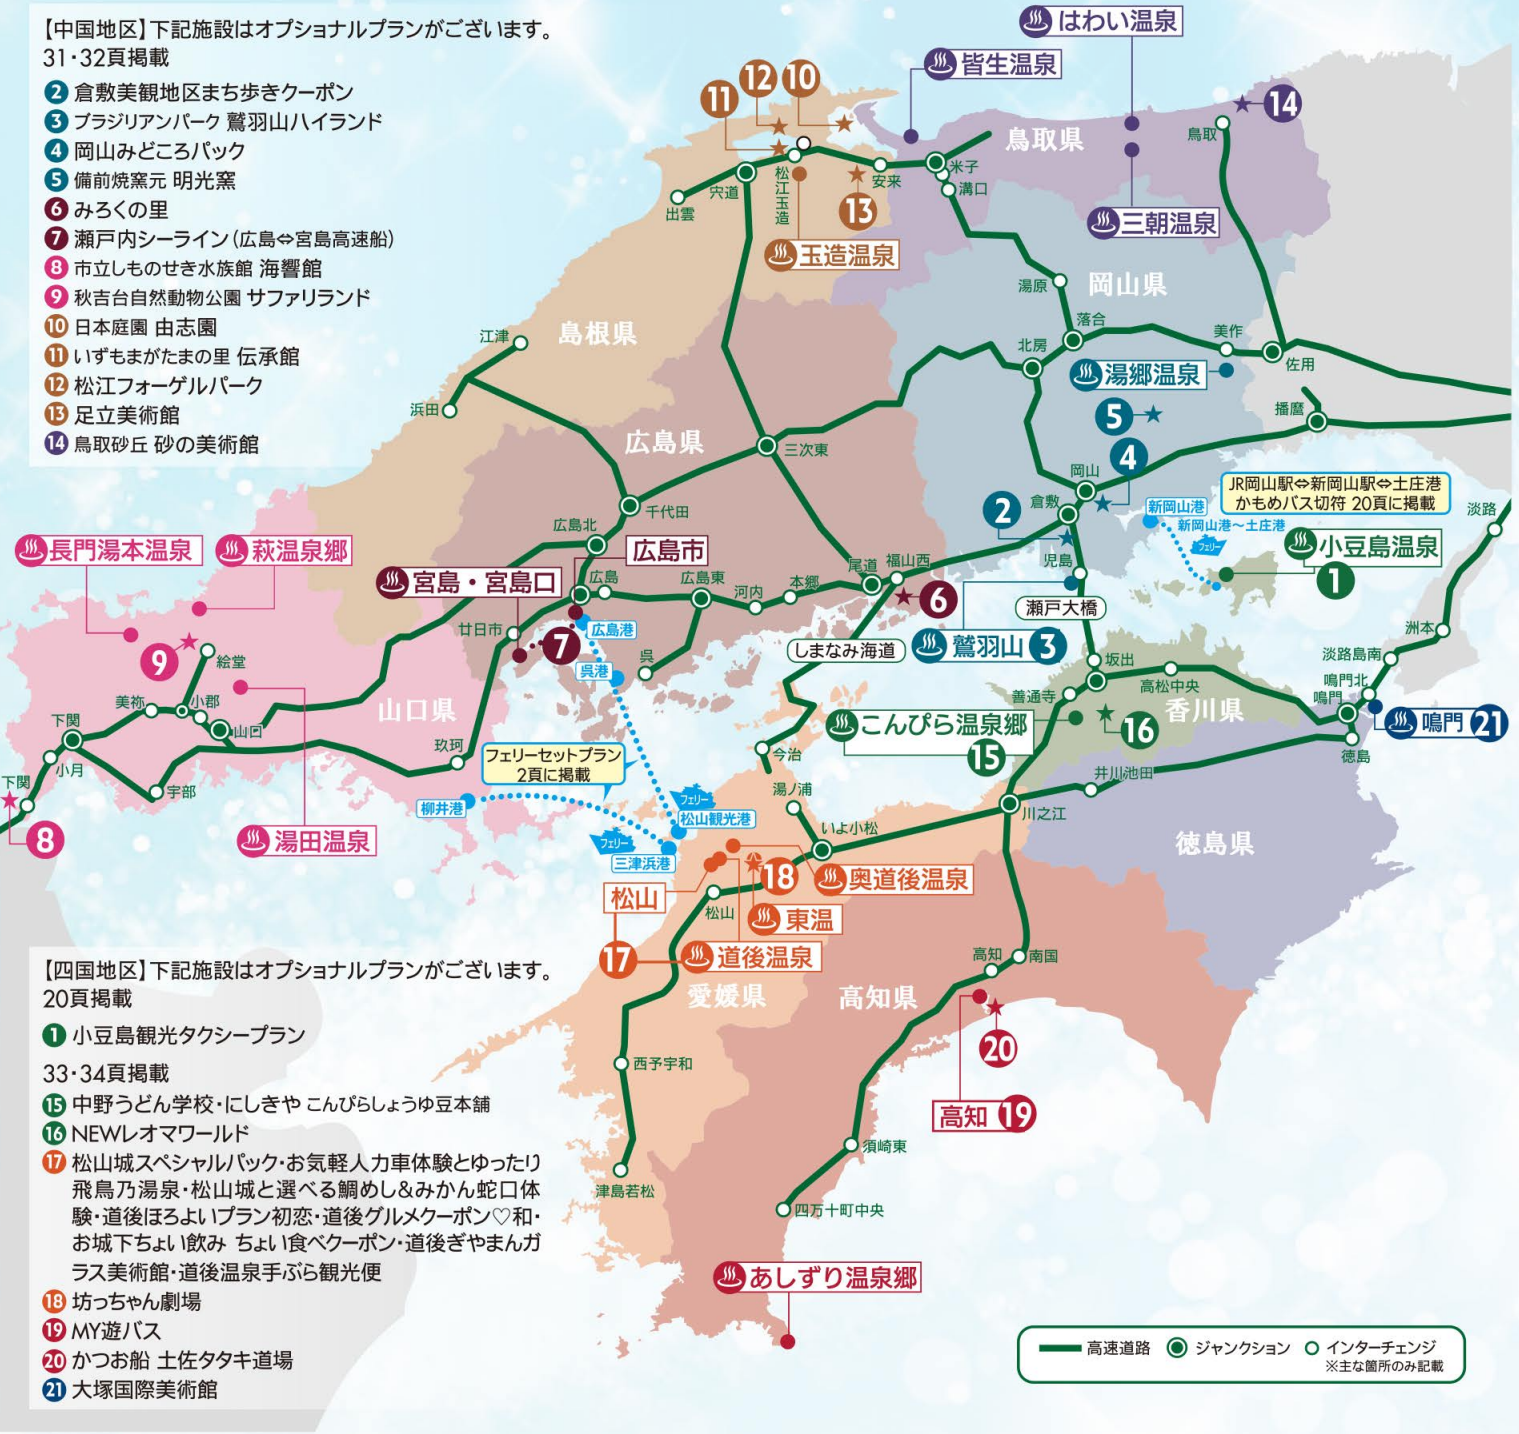 【中国地区】下記施設はオプショナルプランがございます。
31・32頁掲載
2 倉敷美観地区まち歩きクーポン
3 ブラジリアンパーク 鷲羽山ハイランド
4 岡山みどころパック
5 備前焼窯元 明光窯
6 みろくの里
7 瀬戸内シーライン（広島⇔宮島高速船）
8 市立しものせき水族館 海響館
9 秋吉台自然動物公園 サファリランド
10 日本庭園 由志園
11 いずもまがたまの里 伝承館
12 松江フォーゲルパーク
13 足立美術館
14 鳥取砂丘 砂の美術館
はわい温泉
皆生温泉
12
10
11
14
鳥取
鳥取県
米子
溝口
安来
松江玉造
宍道
出雲
13
三朝温泉
玉造温泉
湯原
岡山県
島根県
江津
浜田
落合
北房
美作
佐用
湯郷温泉
播磨
5
4
広島県
三次東
岡山
倉敷
2
児島
JR岡山駅⇔新岡山駅⇔土庄港
かもめバス切符 20頁に掲載
新岡山港
新岡山港～土庄港
フェリー
淡路
小豆島温泉
1
千代田
広島北
広島市
長門湯本温泉
萩温泉郷
宮島・宮島口
広島
広島東
河内
本郷
尾道
福山西
6
瀬戸大橋
鷲羽山 3
しまなみ海道
廿日市
7
広島港
呉港
呉
洲本
淡路島南
鳴門北
鳴門
鳴門 21
徳島
坂出
善通寺
高松中央
香川県
16
こんぴら温泉郷
15
9
絵堂
美祢
小郡
山口
山口県
下関
小月
下関
8
宇部
玖珂
湯田温泉
フェリーセットプラン
2頁に掲載
柳井港
フェリー
松山観光港
フェリー
三津浜港
今治
湯ノ浦
いよ小松
井川池田
川之江
徳島県
18
奥道後温泉
松山
松山
東温
17
道後温泉
愛媛県
高知県
高知
南国
20
高知 19
西予宇和
須崎東
津島若松
四万十町中央
あしずり温泉郷
【四国地区】下記施設はオプショナルプランがございます。
20頁掲載
1 小豆島観光タクシープラン
33・34頁掲載
15 中野うどん学校・にしきや こんぴらしょうゆ豆本舗
16 NEWレオマワールド
17 松山城スペシャルパック・お気軽人力車体験とゆったり
飛鳥乃湯泉・松山城と選べる鯛めし&みかん蛇口体
験・道後ほろよいプラン初恋・道後グルメクーポン♡和・
お城下ちょい飲み ちょい食べクーポン・道後ぎやまんガ
ラス美術館・道後温泉手ぶら観光便
18 坊っちゃん劇場
19 MY遊バス
20 かつお船 土佐タタキ道場
21 大塚国際美術館
高速道路 ジャンクション インターチェンジ
※主な箇所のみ記載